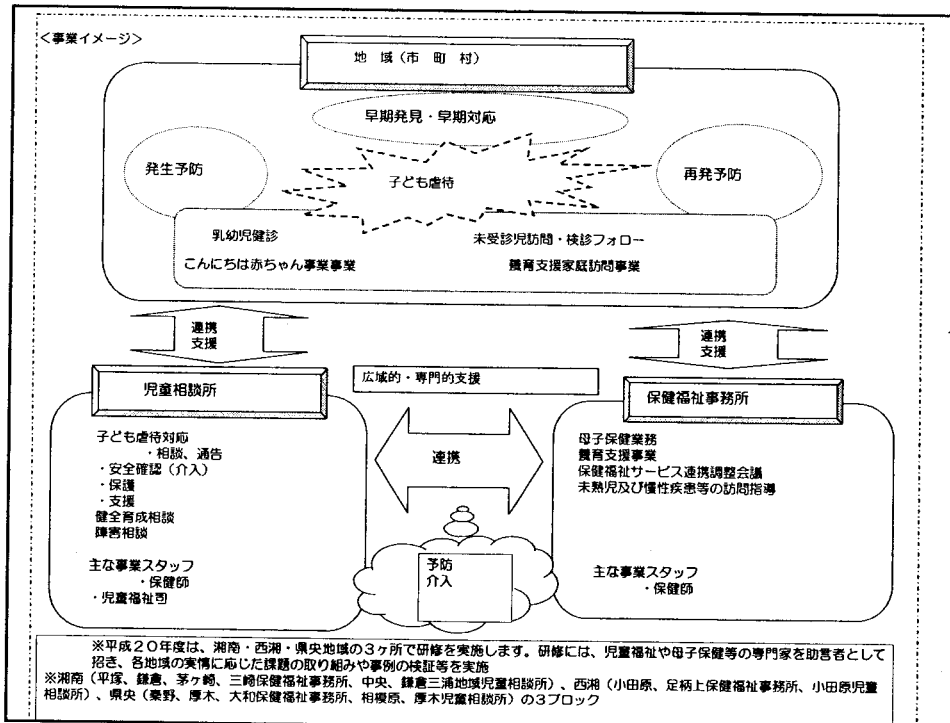 <事業イメージ>
地 域(市 町 村)
早期発見・早期対応
発生予防
子ども虐待
再発予防
乳幼児健診
未受診児訪問・検診フォロー
こんにちは赤ちゃん事業事業
養育支援家庭訪問事業
連携
支援
連携
支援
児童相談所
広域的・専門的支援
保健福祉事務所
子ども虐待対応
・相談、通告
・安全確認(介入)
・保護
・支援
健全育成相談
障害相談
主な事業スタッフ
・保健師
・児童福祉司
連携
予防
介入
母子保健業務
養育支援事業
保健福祉サービス連携調整会議
未熟児及び慢性疾患等の訪問指導
主な事業スタッフ
・保健師
※平成20年度は、湘南・西湘・県央地域の3ヶ所で研修を実施します。研修には、児童福祉や母子保健等の専門家を助言者として
招き、各地域の実情に応じた課題の取り組みや事例の検証等を実施
※湘南(平塚、鎌倉、茅ヶ崎、三崎保健福祉事務所、中央、鎌倉三浦地域児童相談所)、西湘(小田原、足柄上保健福祉事務所、小田原児童
相談所)、県央(秦野、厚木、大和保健福祉事務所、相模原、厚木児童相談所)の3ブロック